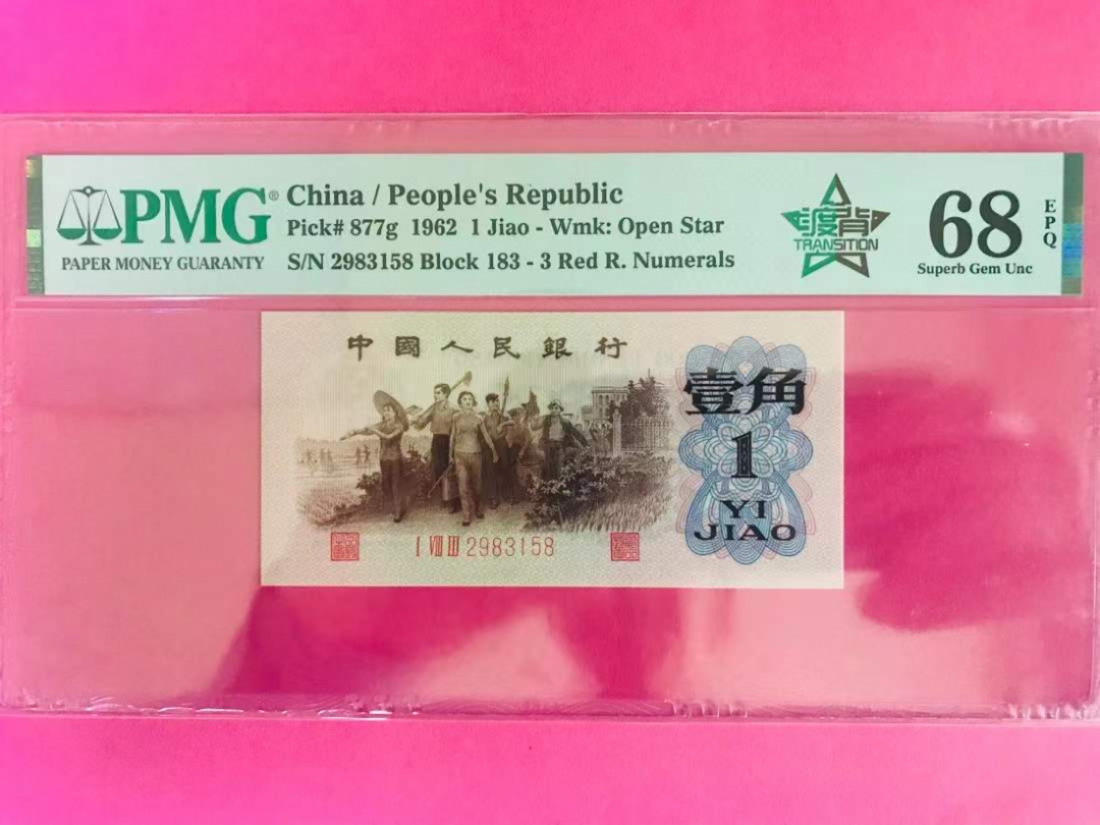 PMG®
PAPER MONEY GUARANTY
China / People's Republic
Pick# 877g 1962 1 Jiao - Wmk: Open Star
S/N 2983158 Block 183 - 3 Red R. Numerals
渡背
TRANSITION
68
EPQ
Superb Gem Unc
中國人民銀行
壹角
1
YI
JIAO
I VIII III 2983158